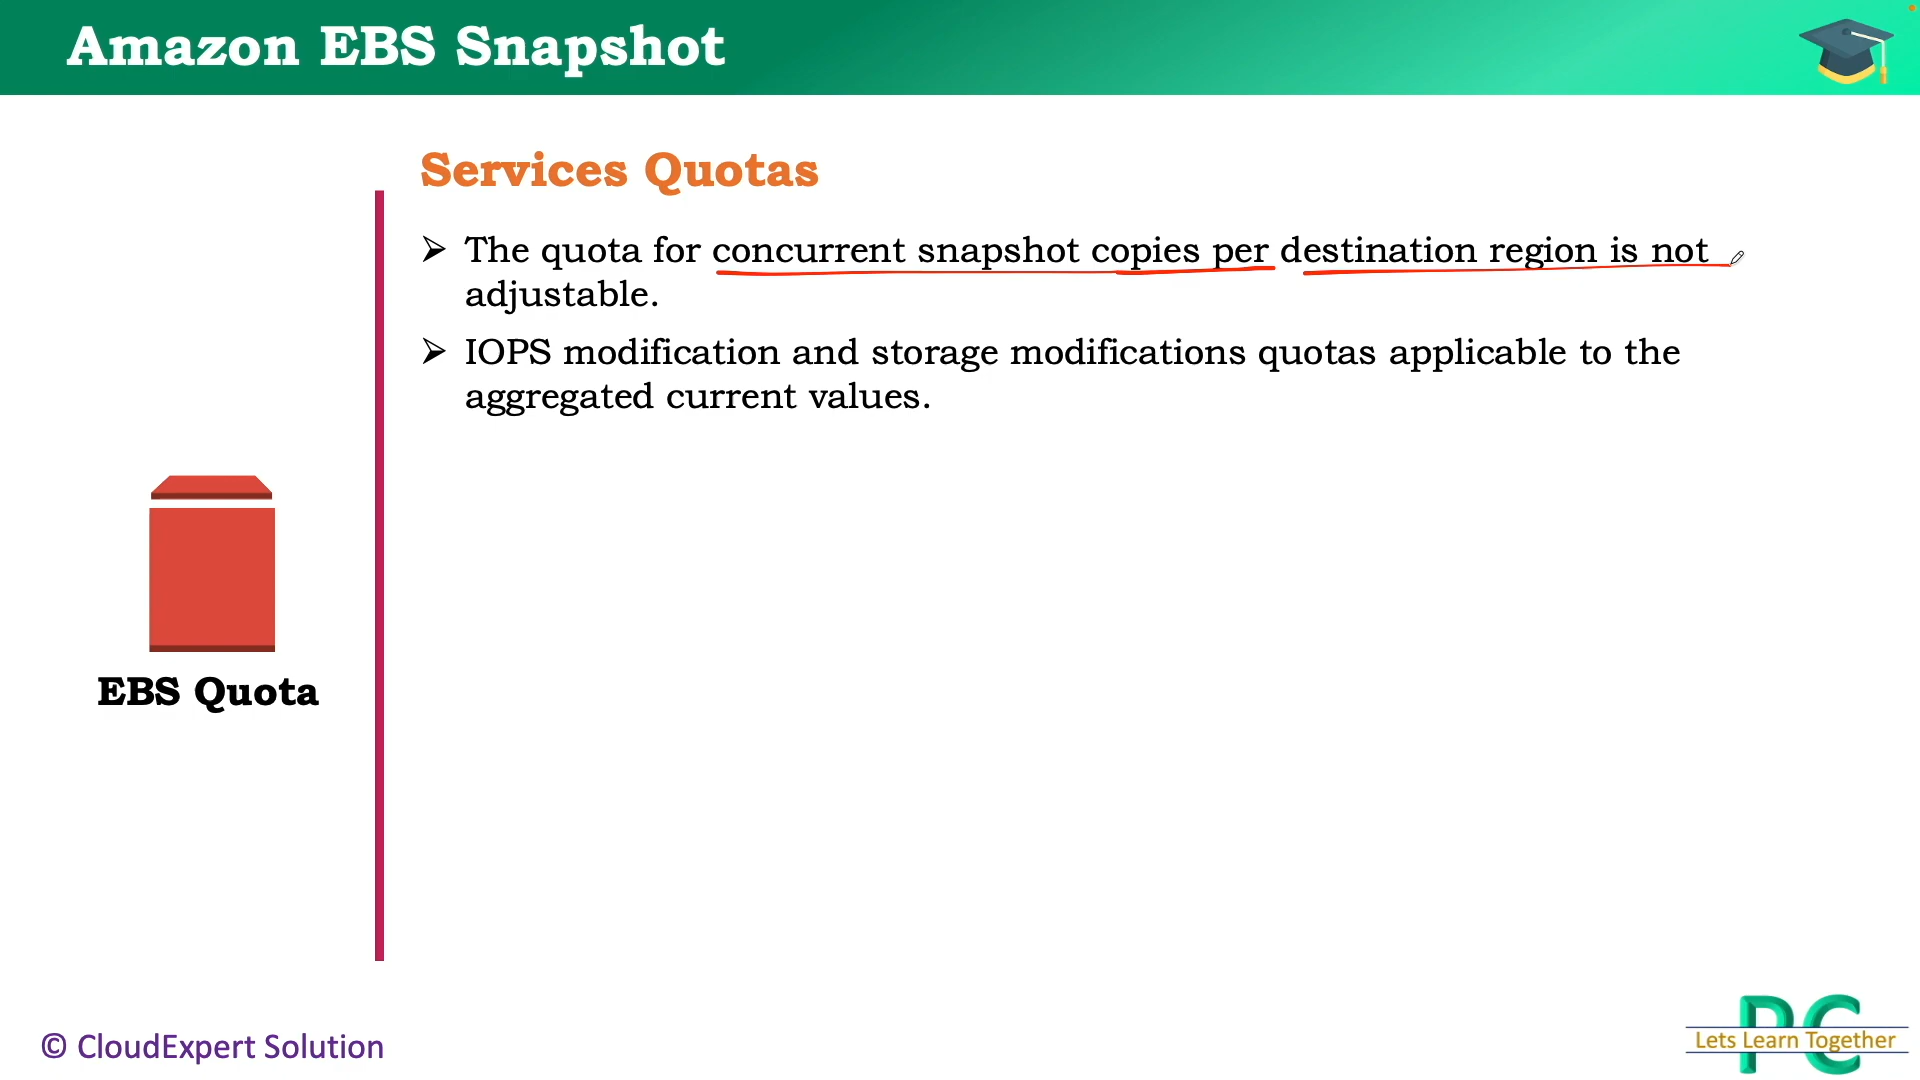 Amazon EBS Snapshot
Services Quotas
The quota for concurrent snapshot copies per destination region is not
adjustable.
IOPS modification and storage modifications quotas applicable to the
aggregated current values.
EBS Quota
© CloudExpert Solution
PC
Lets Learn Together